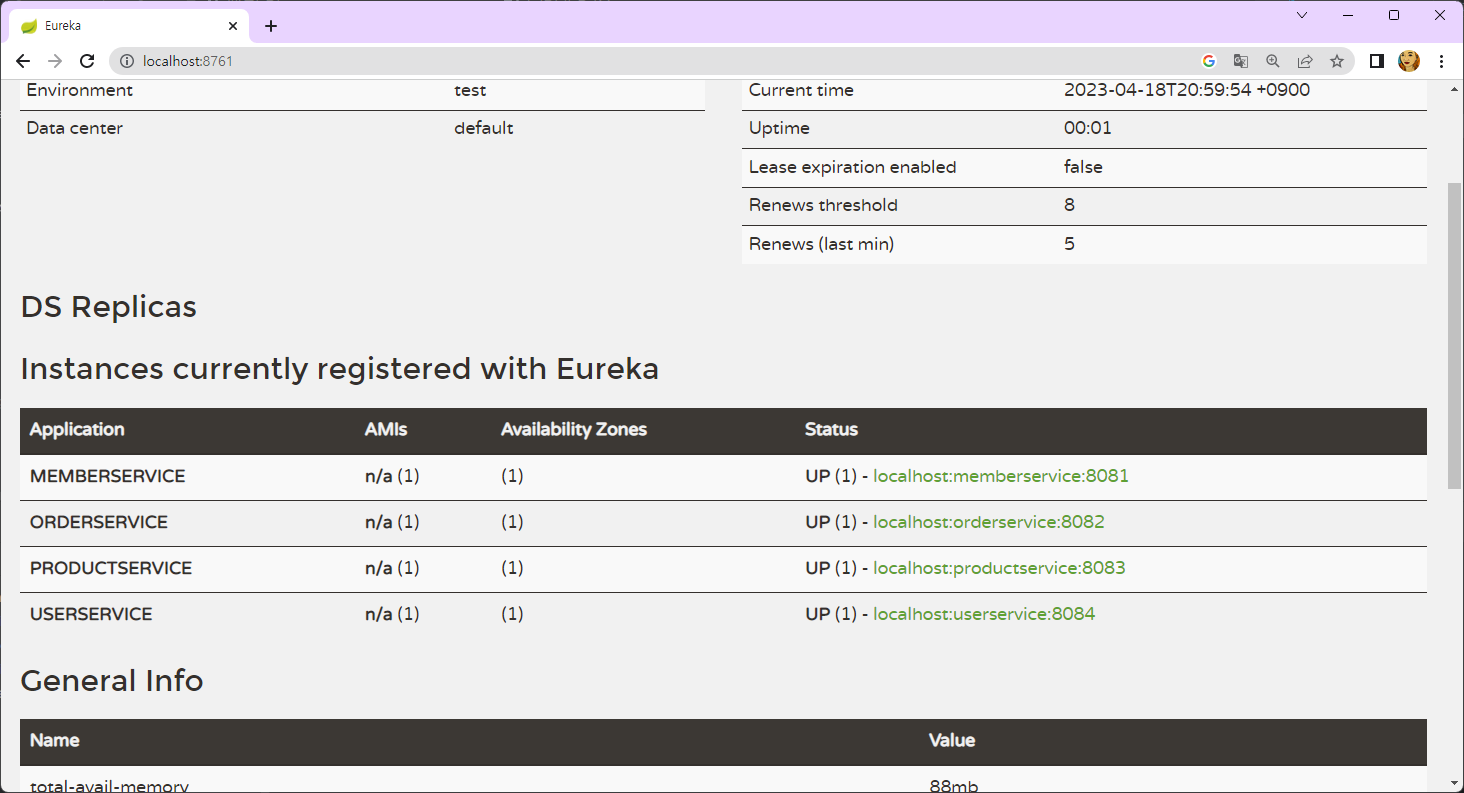 Eureka
localhost:8761
Environment test
Data center default
Current time 2023-04-18T20:59:54 +0900
Uptime 00:01
Lease expiration enabled false
Renews threshold 8
Renews (last min) 5
DS Replicas
Instances currently registered with Eureka
Application AMIs Availability Zones Status
MEMBERSERVICE n/a (1) (1) UP (1) - localhost:memberservice:8081
ORDERSERVICE n/a (1) (1) UP (1) - localhost:orderservice:8082
PRODUCTSERVICE n/a (1) (1) UP (1) - localhost:productservice:8083
USERSERVICE n/a (1) (1) UP (1) - localhost:userservice:8084
General Info
Name Value
total-avail-memory 88mb